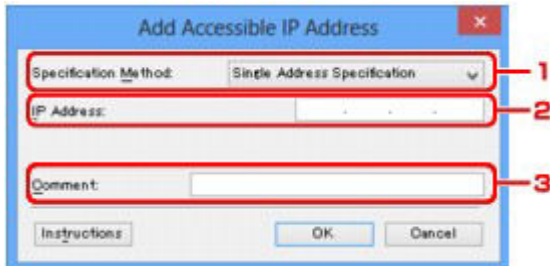 Add Accessible IP Address
Specification Method: Single Address Specification 1
IP Address: . . . 2
Comment: 3
Instructions OK Cancel